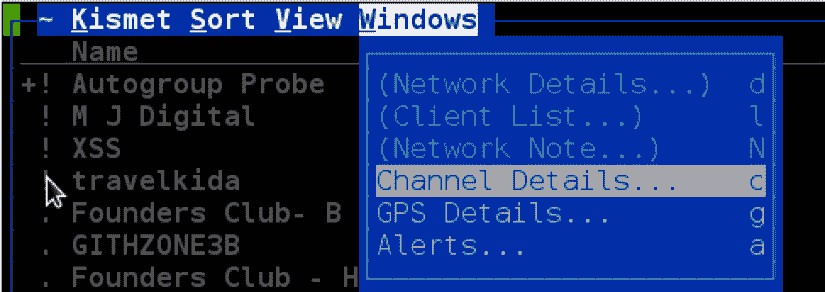 ~ Kismet Sort View Windows
Name
+! Autogroup Probe (Network Details...) d
! M J Digital (Client List...) l
! XSS (Network Note...) N
! travelkida Channel Details... c
. Founders Club- B GPS Details... g
. GITHZONE3B Alerts... a
. Founders Club - H